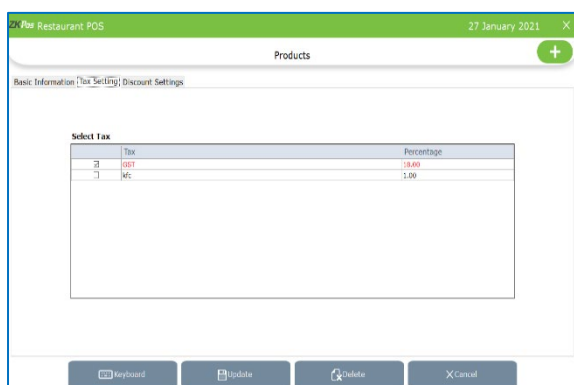 ZKPos Restaurant POS 27 January 2021 X
Products +
Basic Information Tax Setting Discount Settings
Select Tax
Tax Percentage
GST 18.00
kfc 1.00
Keyboard Update Delete X Cancel